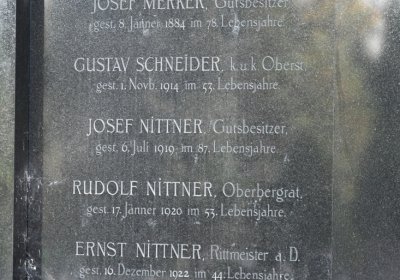 JOSEF MERKER, Gutsbesitzer,
gest. 8. Jänner 1884 im 78. Lebensjahre.
GUSTAV SCHNEIDER, k.u.k Oberst,
gest. 1. Novb. 1914 im 53. Lebensjahre.
JOSEF NITTNER, Gutsbesitzer,
gest. 6. Juli 1919 im 87. Lebensjahre.
RUDOLF NITTNER, Oberbergrat,
gest. 17. Jänner 1920 im 53. Lebensjahre.
ERNST NITTNER, Rittmeister a. D.
gest. 16. Dezember 1922 im 44. Lebensjahre.